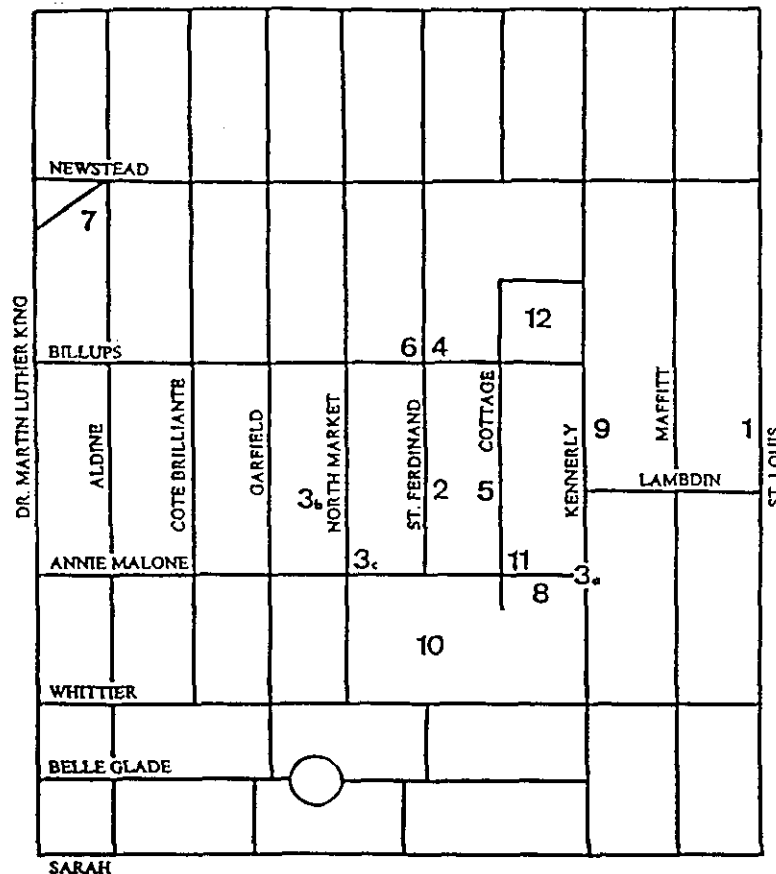 NEWSTEAD
7
DR. MARTIN LUTHER KING
12
BILLUPS
6 4
ALDINE
COTE BRILLIANTE
GARFIELD
NORTH MARKET
ST. FERDINAND
COTTAGE
KENNERLY
MAFFITT
ST. LOUIS
9
1
3b
2
5
LAMBDIN
ANNIE MALONE
3c
11
3a
8
10
WHITTIER
BELLE GLADE
SARAH